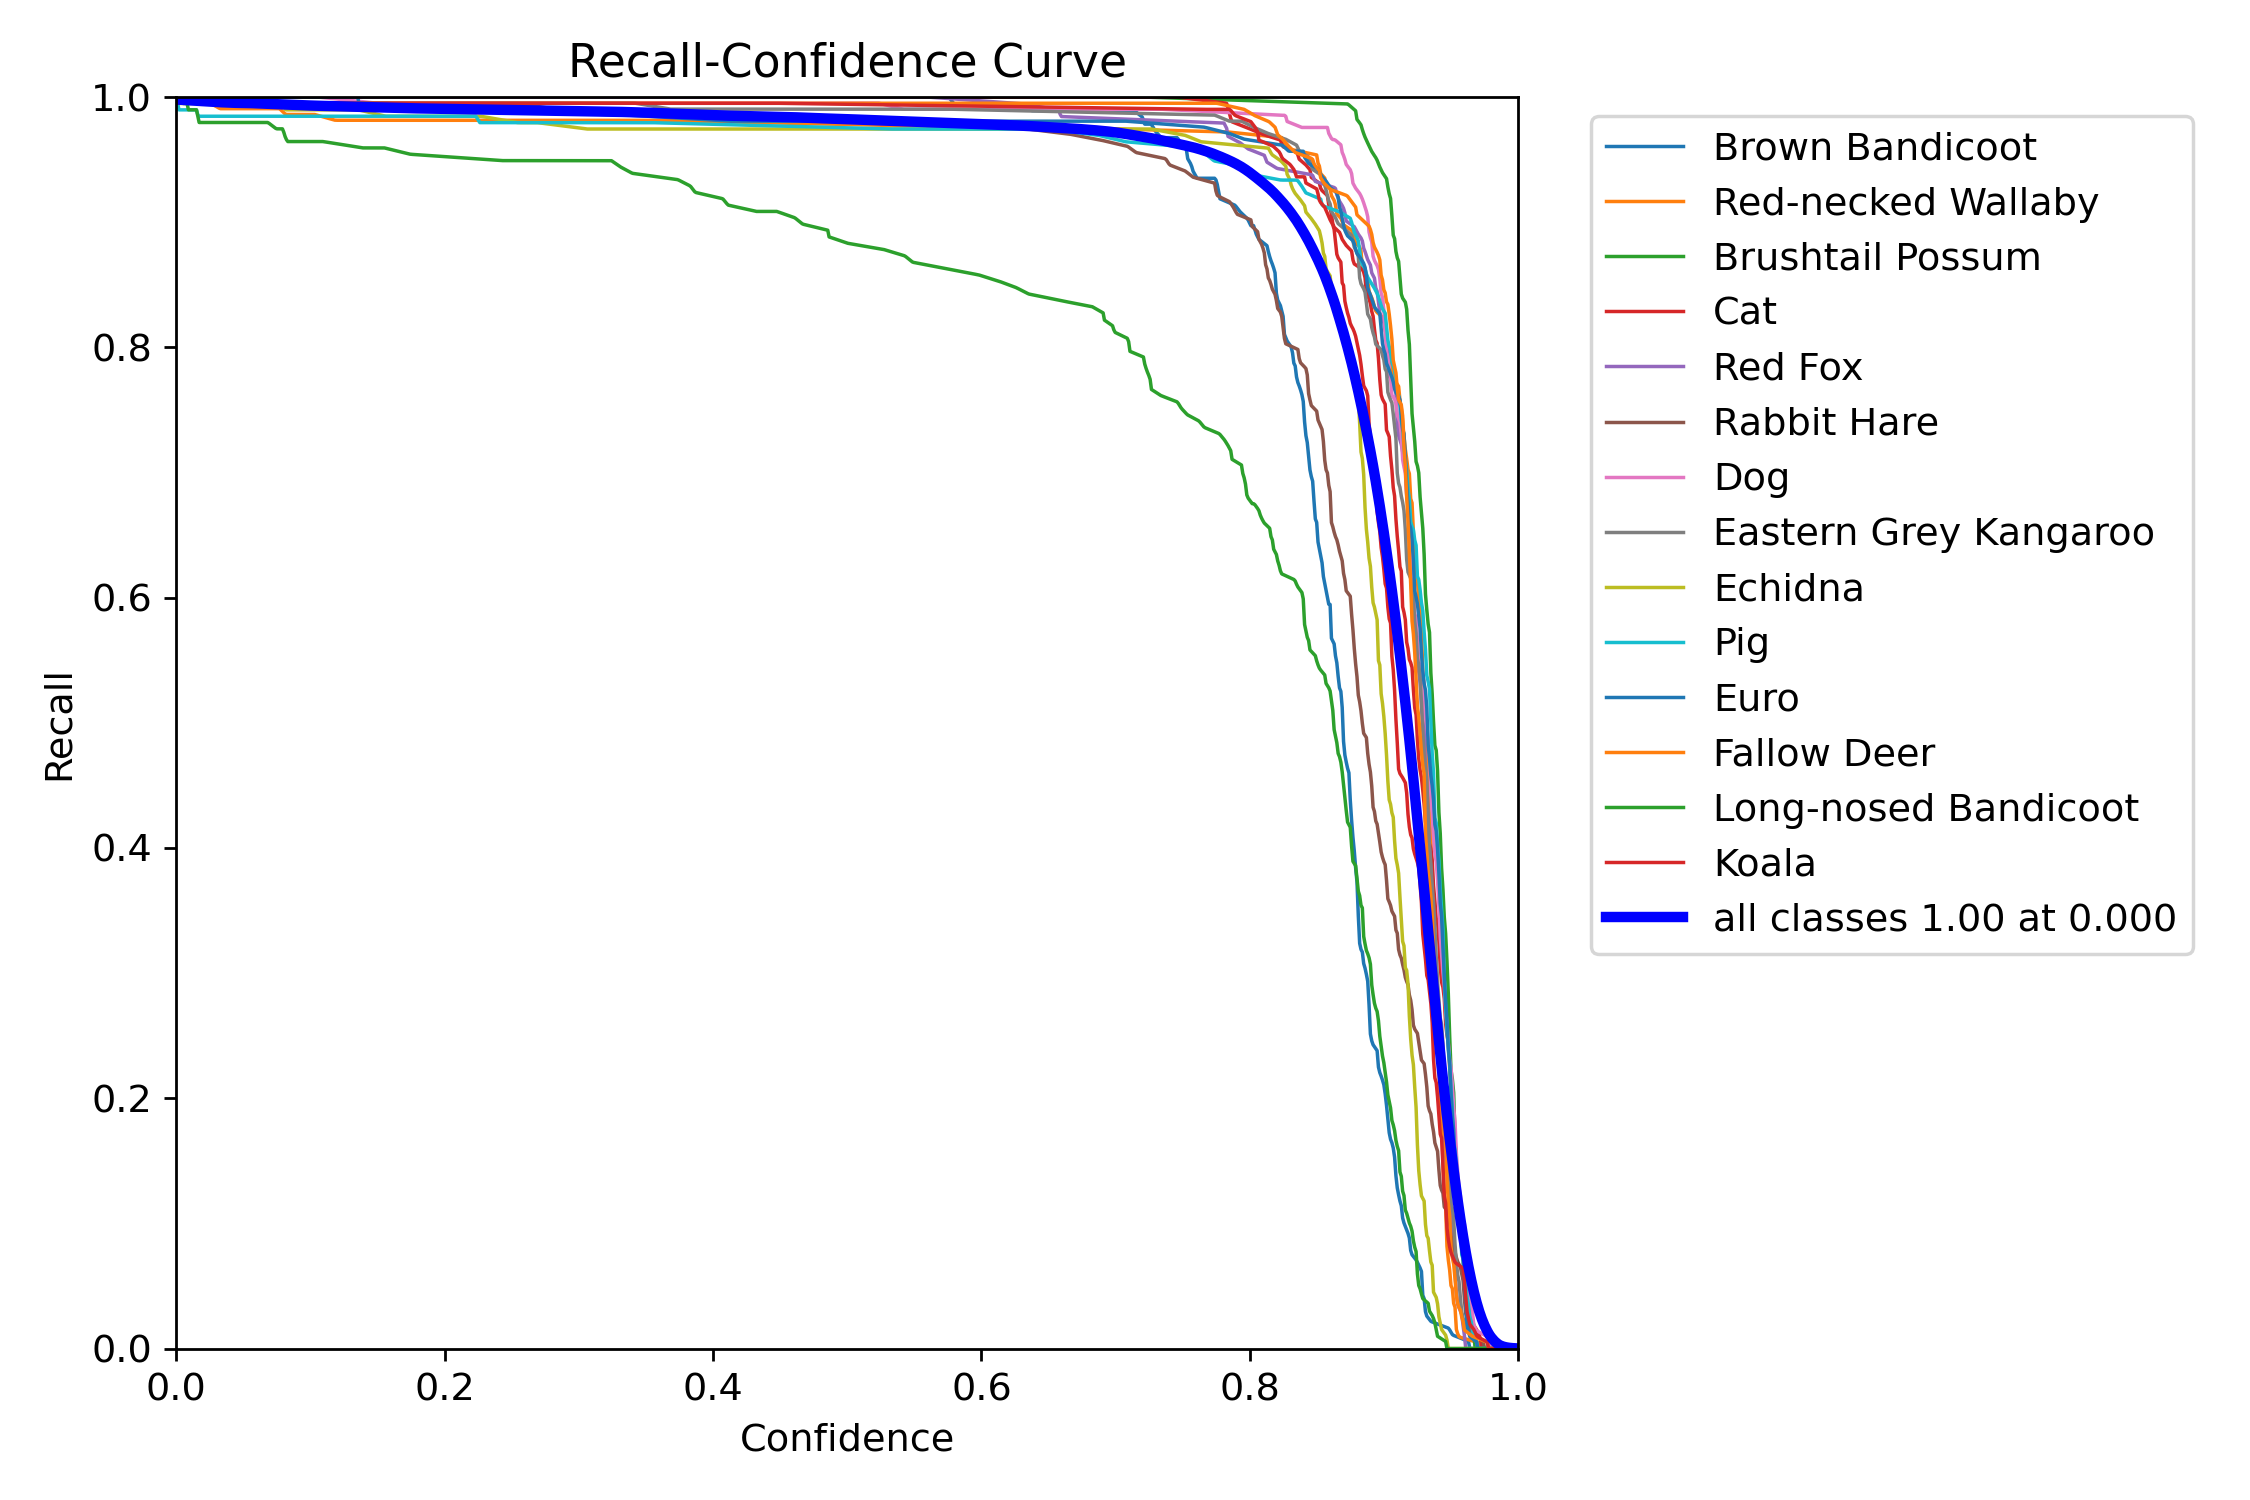 Recall-Confidence Curve
1.0
0.8
0.6
0.4
0.2
0.0
Recall
0.0 0.2 0.4 0.6 0.8 1.0
Confidence
Brown Bandicoot
Red-necked Wallaby
Brushtail Possum
Cat
Red Fox
Rabbit Hare
Dog
Eastern Grey Kangaroo
Echidna
Pig
Euro
Fallow Deer
Long-nosed Bandicoot
Koala
all classes 1.00 at 0.000